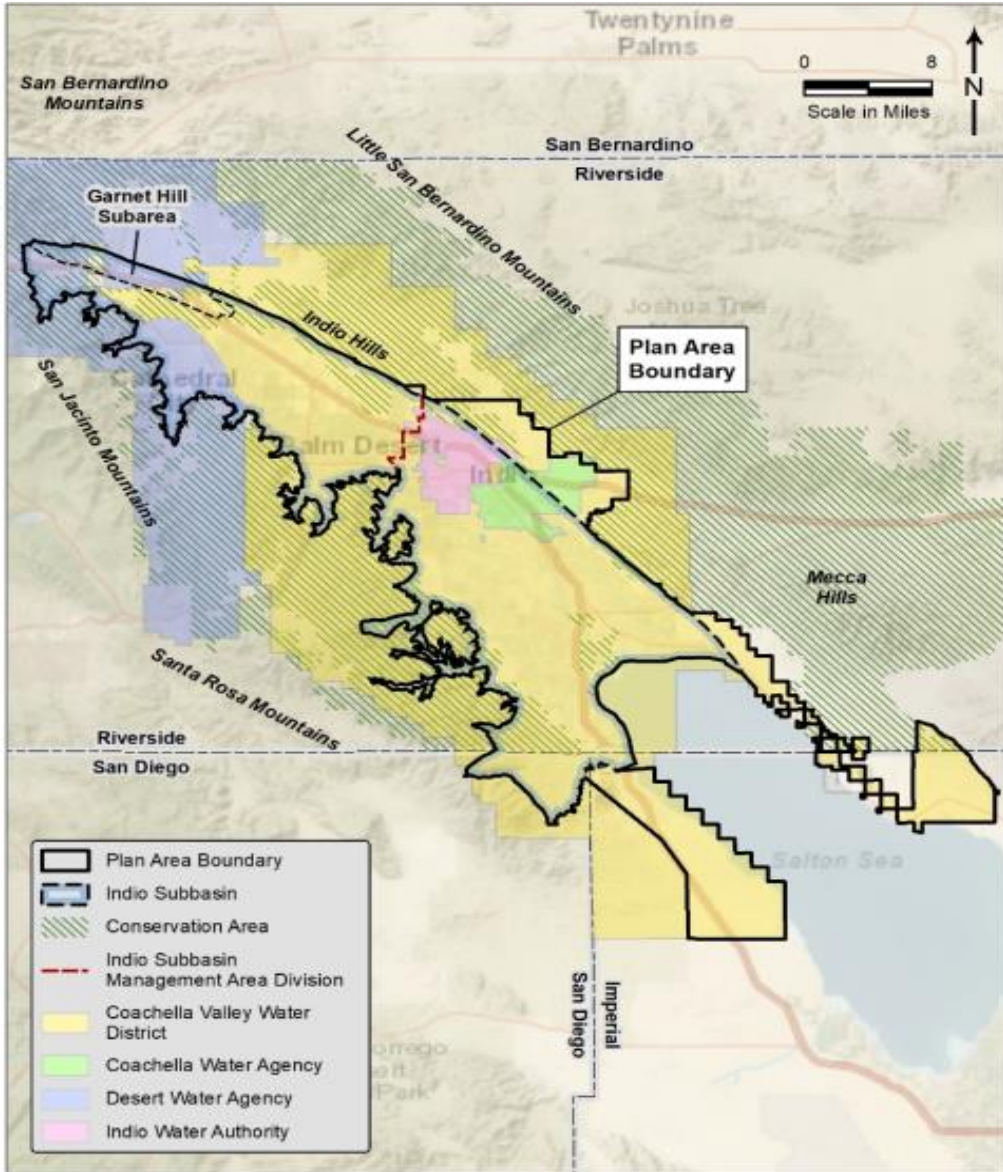 Twentynine
Palms
San Bernardino
Mountains
0 8
Scale in Miles
N
Little San Bernardino Mountains
San Bernardino
Riverside
Garnet Hill
Subarea
Indio Hills
Joshua Tree
Plan Area
Boundary
Cathedral
San Jacinto Mountains
Palm Desert
Mecca
Hills
Santa Rosa Mountains
Riverside
San Diego
Salton Sea
San Diego
Imperial
Plan Area Boundary
Indio Subbasin
Conservation Area
Indio Subbasin
Management Area Division
Coachella Valley Water
District
Coachella Water Agency
Desert Water Agency
Indio Water Authority